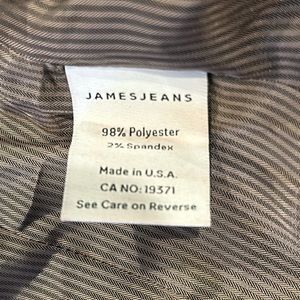 JAMESJEANS
98% Polyester
2% Spandex
Made in U.S.A.
CA NO: 19371
See Care on Reverse